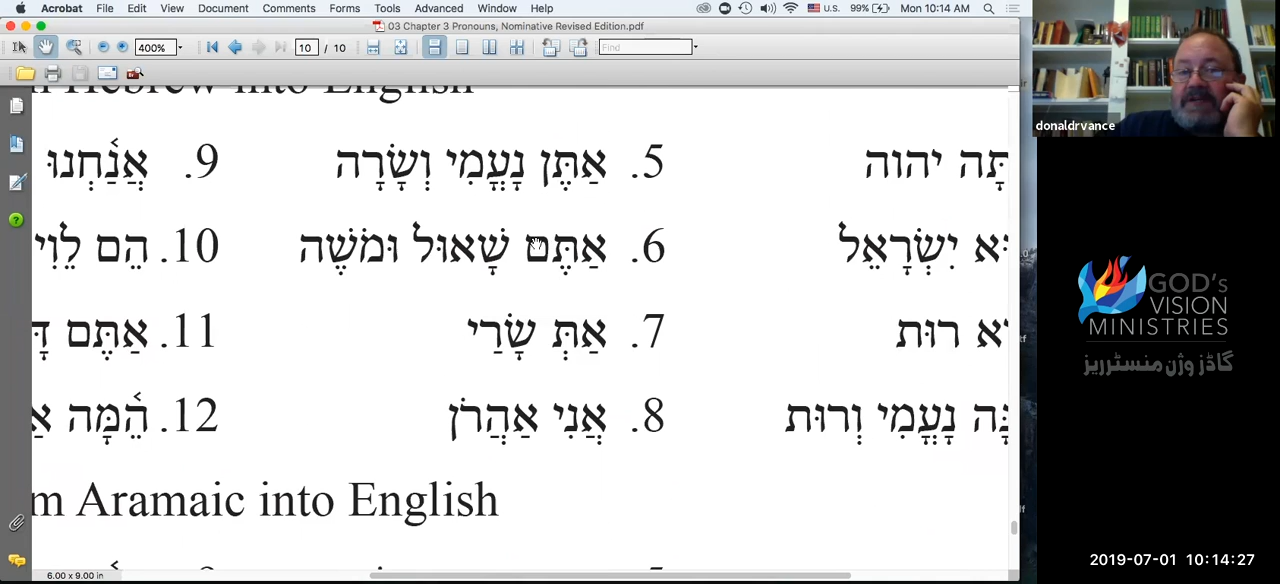 Acrobat File Edit View Document Comments Forms Tools Advanced Window Help U.S. 99% Mon 10:14 AM
03 Chapter 3 Pronouns, Nominative Revised Edition.pdf
400% 10 / 10 Find
Hebrew into English
תָּה יהוה 5. אַתֶּן נָעֳמִי וְשָׂרָה 9. אֲנַ֫חְנוּ
יִשְׂרָאֵל 6. אַתֶּם שָׁאוּל וּמֹשֶׁה 10. הֵם לֵוִי
רוּת 7. אַתְּ שָׂרַי 11. אַתֶּם
נָּה נָעֳמִי וְרוּת 8. אֲנִי אַהֲרֹן 12. הֵ֫מָּה
m Aramaic into English
6.00 x 9.00 in
donaldrvance
GOD's
VISION
MINISTRIES
گاڈز وژن منسٹریز
2019-07-01 10:14:27